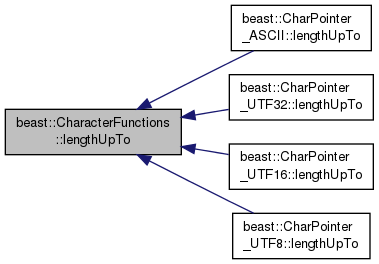 beast::CharPointer
_ASCII::lengthUpTo
beast::CharPointer
_UTF32::lengthUpTo
beast::CharacterFunctions
::lengthUpTo
beast::CharPointer
_UTF16::lengthUpTo
beast::CharPointer
_UTF8::lengthUpTo